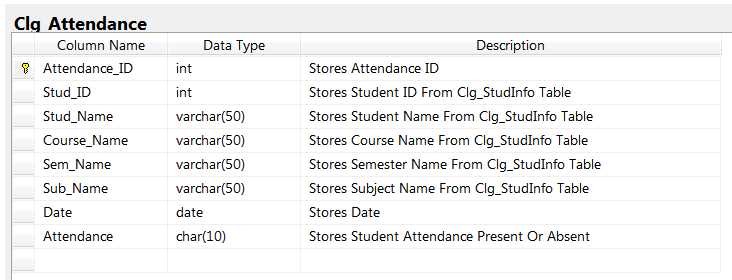 Clg_Attendance
Column Name Data Type Description
Attendance_ID int Stores Attendance ID
Stud_ID int Stores Student ID From Clg_StudInfo Table
Stud_Name varchar(50) Stores Student Name From Clg_StudInfo Table
Course_Name varchar(50) Stores Course Name From Clg_StudInfo Table
Sem_Name varchar(50) Stores Semester Name From Clg_StudInfo Table
Sub_Name varchar(50) Stores Subject Name From Clg_StudInfo Table
Date date Stores Date
Attendance char(10) Stores Student Attendance Present Or Absent